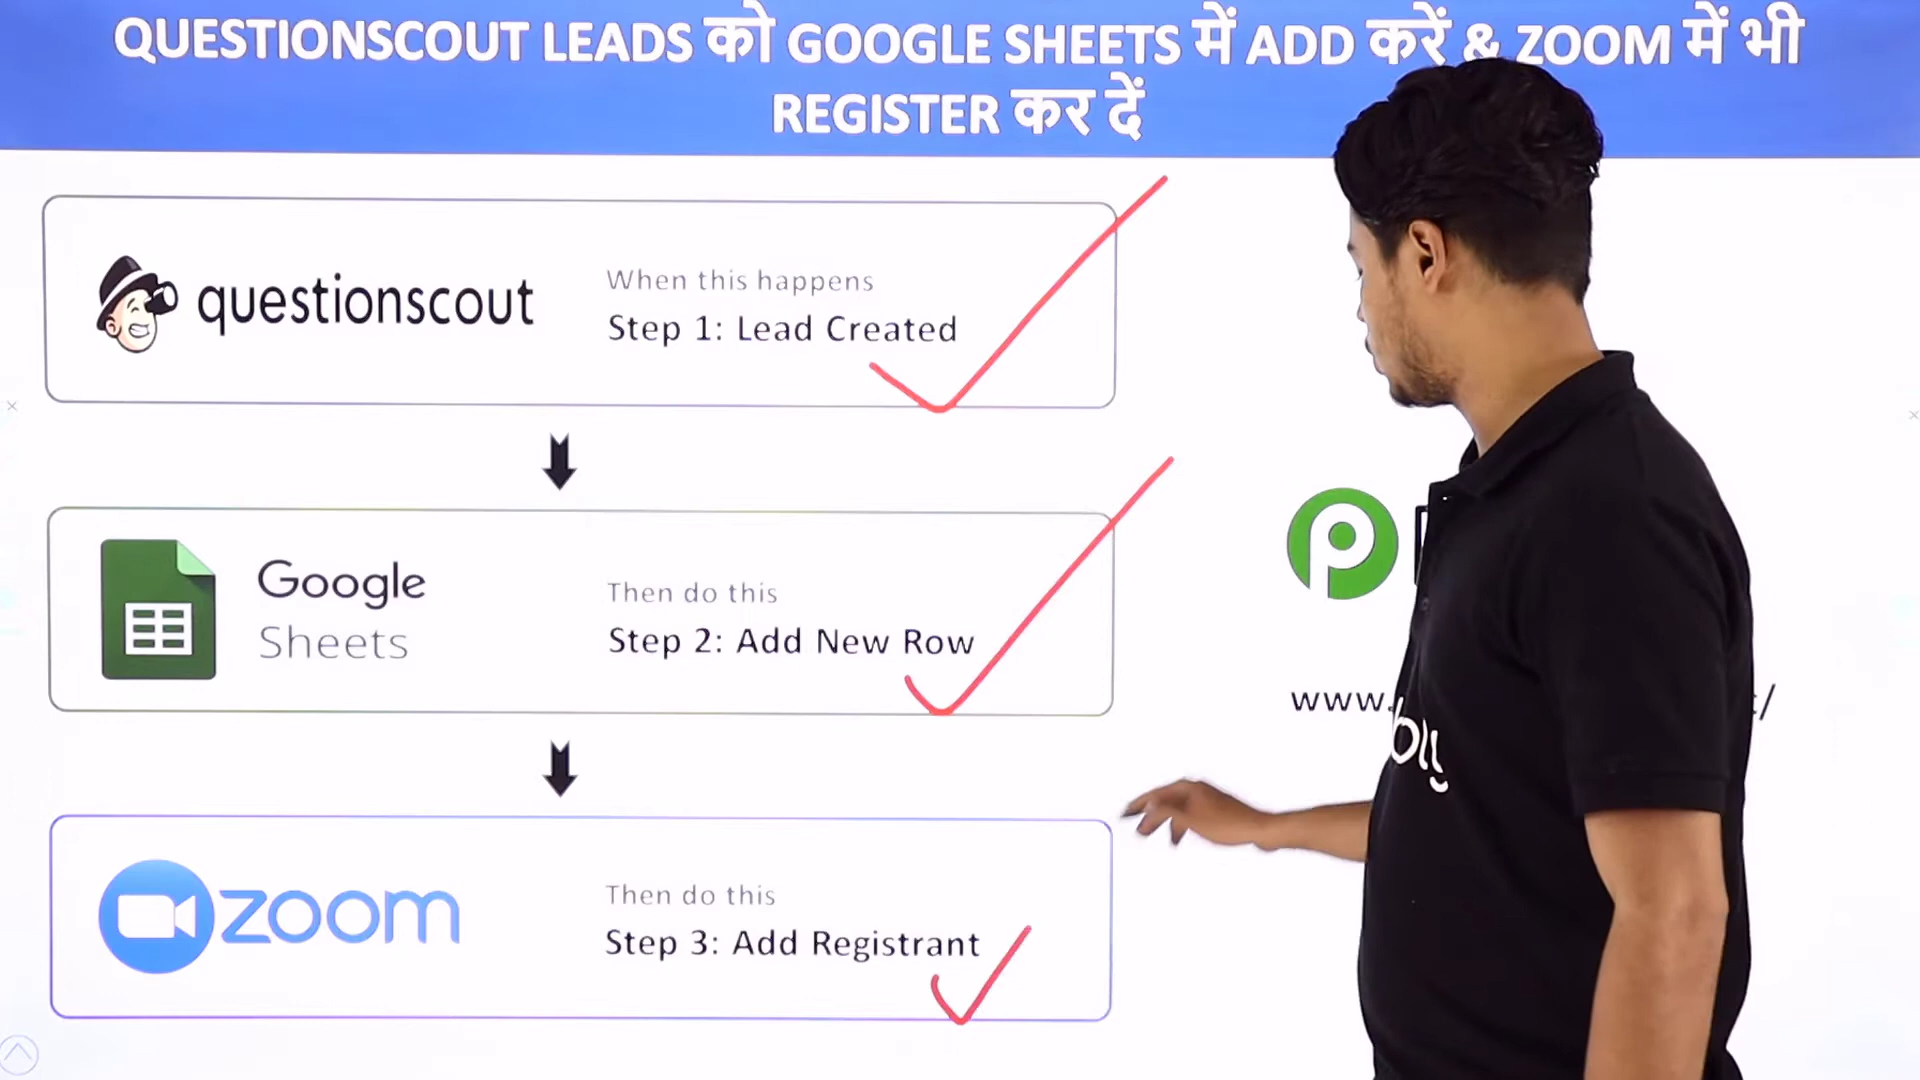 QUESTIONSCOUT LEADS को GOOGLE SHEETS में ADD करें & ZOOM में भी
REGISTER कर दें
questionscout
When this happens
Step 1: Lead Created
Google
Sheets
Then do this
Step 2: Add New Row
www.
zoom
Then do this
Step 3: Add Registrant